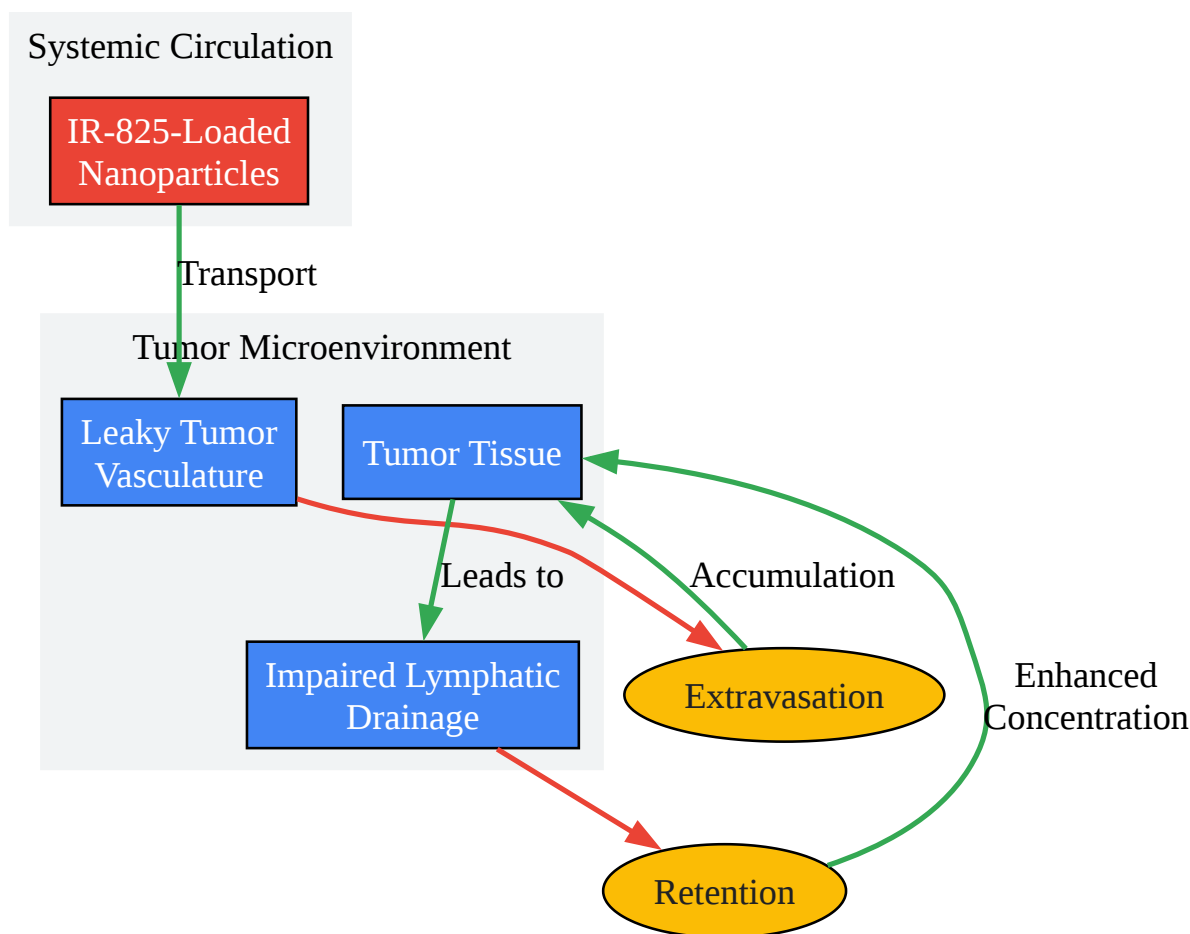 Systemic Circulation
IR-825-Loaded
Nanoparticles
Transport
Tumor Microenvironment
Leaky Tumor
Vasculature
Tumor Tissue
Leads to
Accumulation
Impaired Lymphatic
Drainage
Extravasation
Enhanced
Concentration
Retention